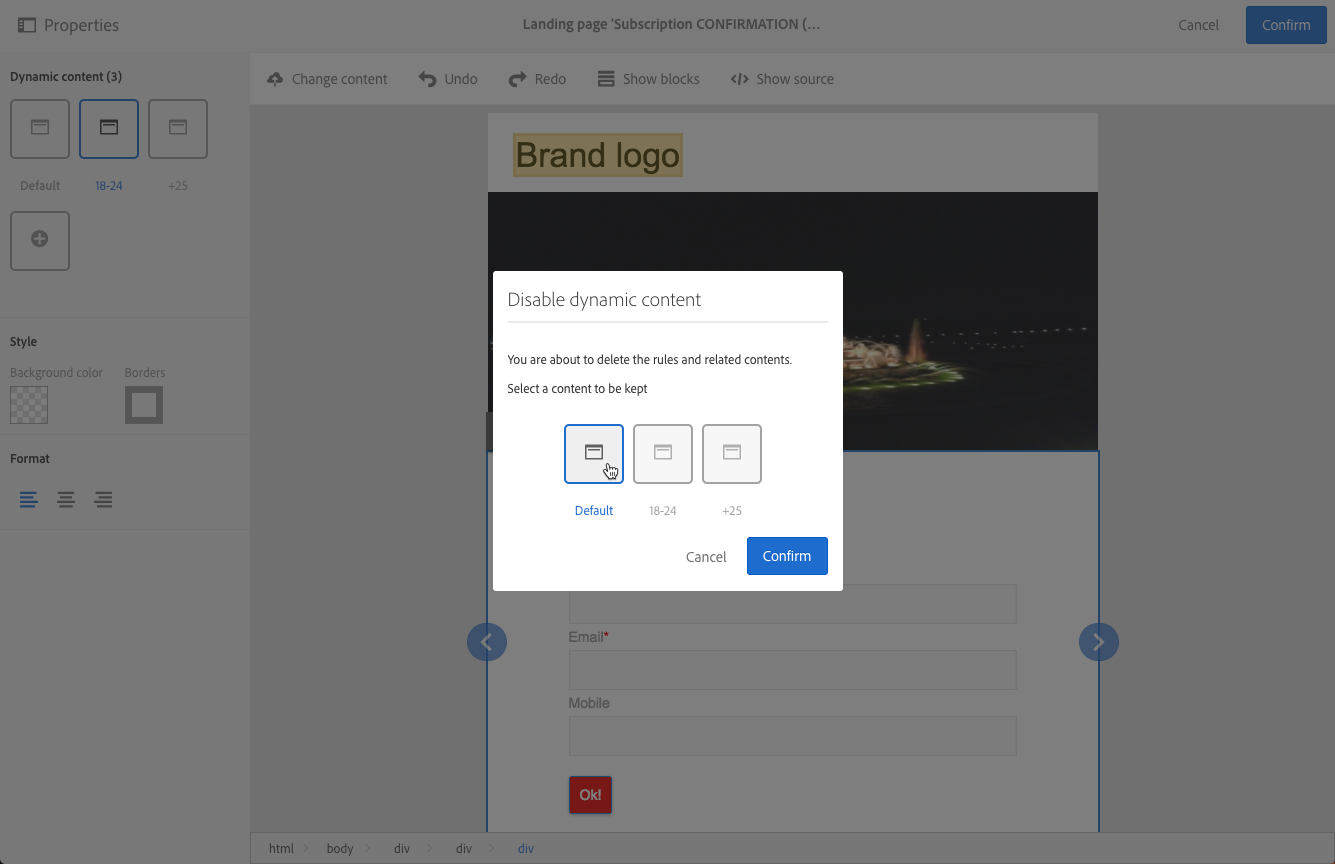 Properties
Landing page 'Subscription CONFIRMATION (...
Cancel
Confirm
Dynamic content (3)
Default
18-24
+25
Style
Background color
Borders
Format
Change content
Undo
Redo
Show blocks
Show source
Brand logo
Disable dynamic content
You are about to delete the rules and related contents.
Select a content to be kept
Default
18-24
+25
Cancel
Confirm
Email*
Mobile
Ok!
html
body
div
div
div